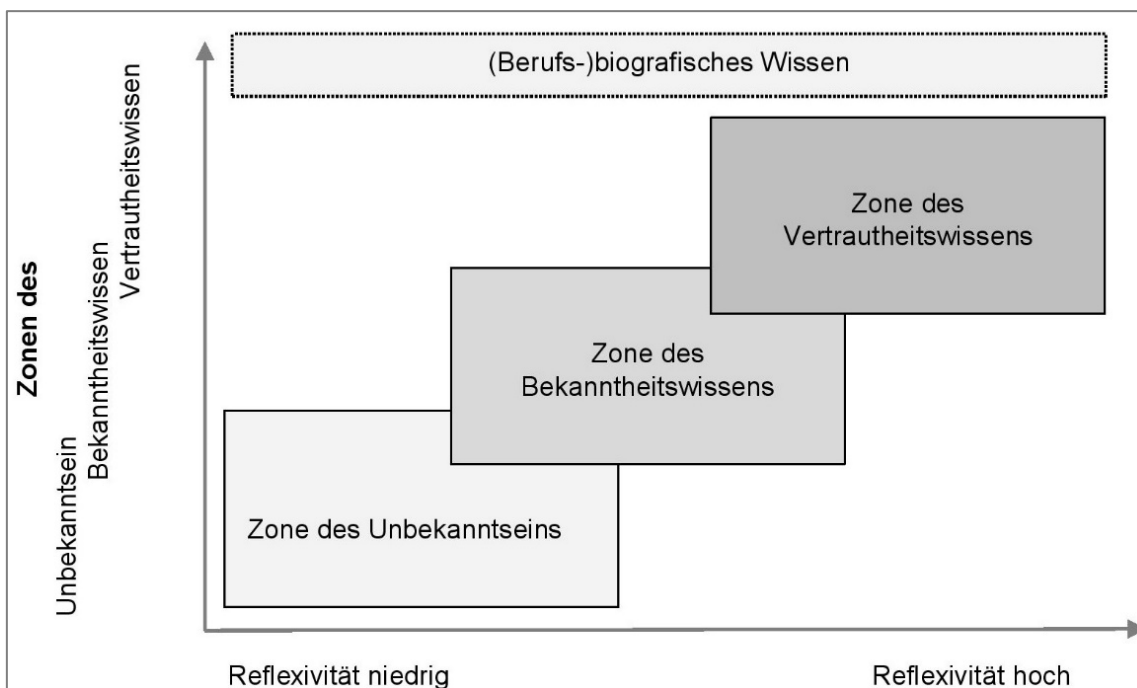 (Berufs-)biografisches Wissen
Zonen des
Unbekanntsein
Bekanntheitswissen
Vertrautheitswissen
Zone des
Vertrautheitswissens
Zone des
Bekanntheitswissens
Zone des Unbekanntseins
Reflexivität niedrig
Reflexivität hoch